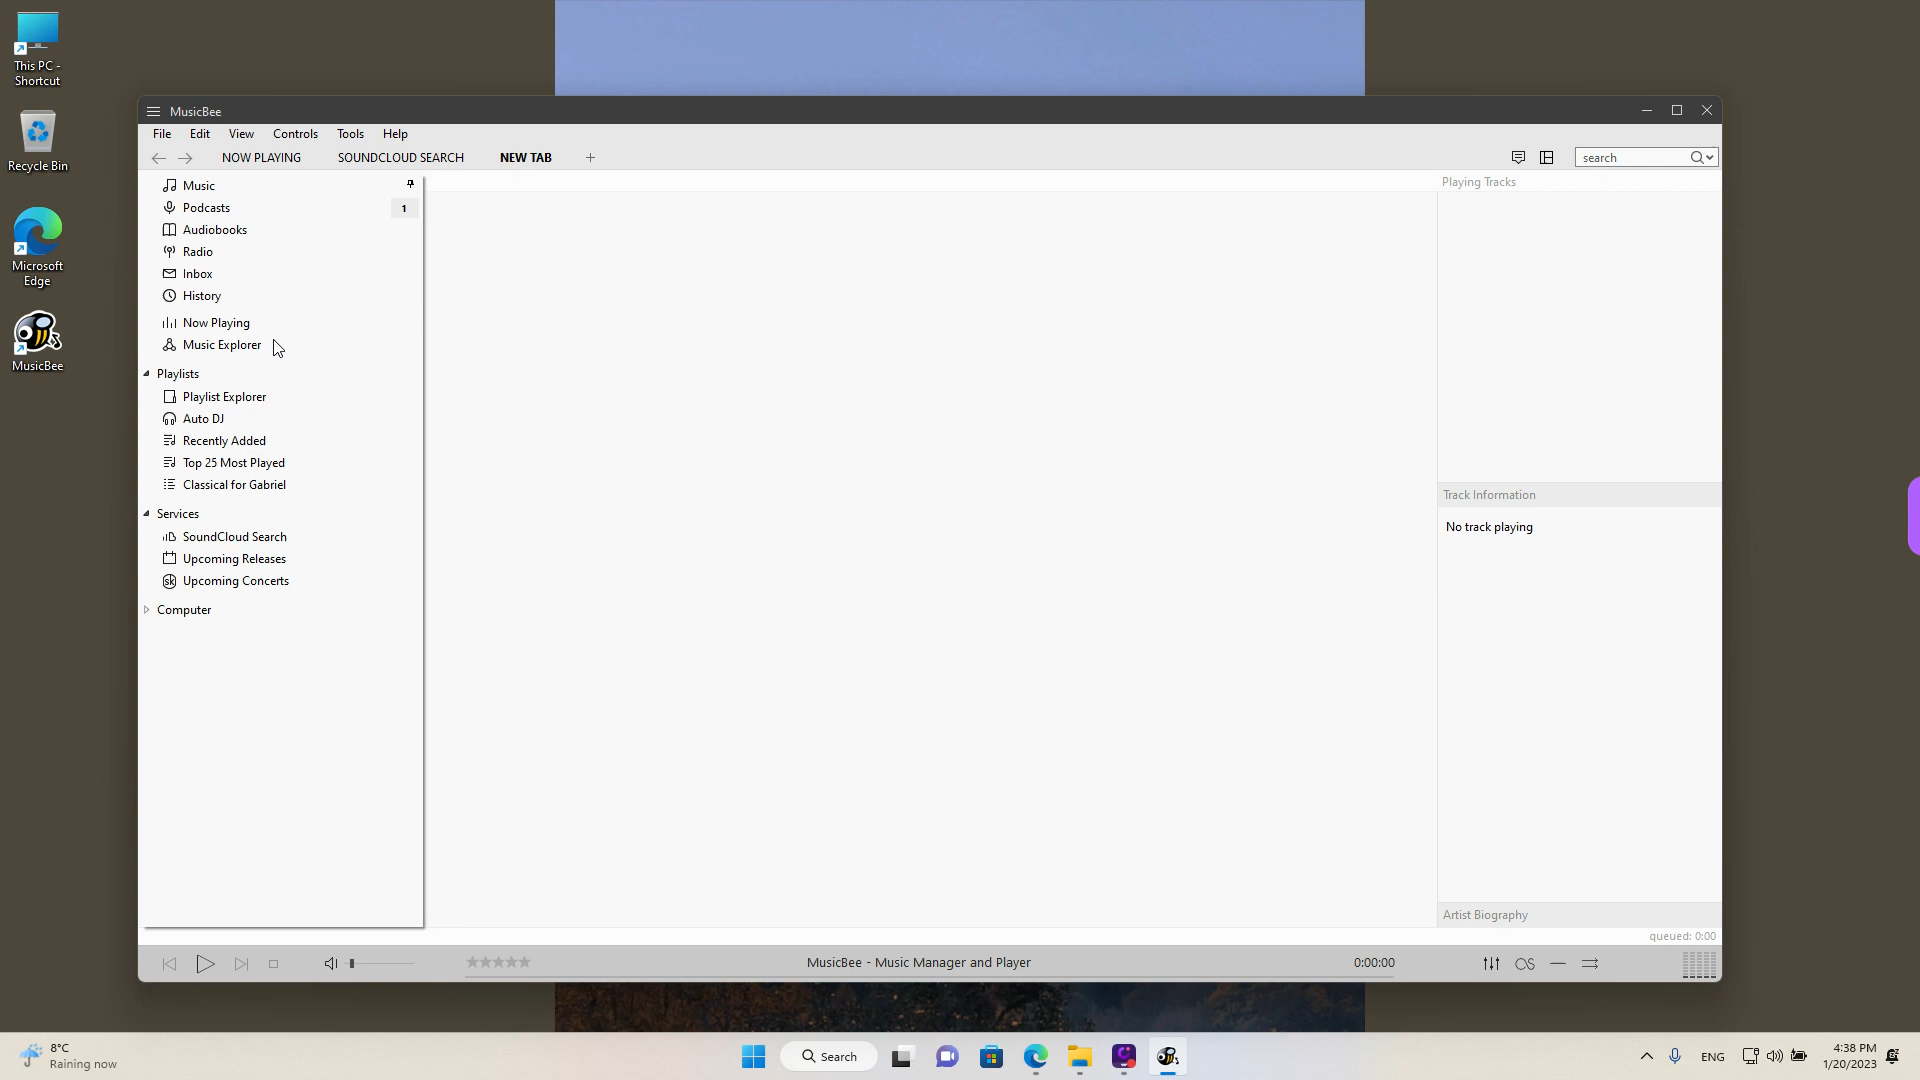 This PC -
Shortcut
Recycle Bin
Microsoft
Edge
MusicBee
MusicBee
File Edit View Controls Tools Help
NOW PLAYING SOUNDCLOUD SEARCH NEW TAB +
search
Music
Podcasts 1
Audiobooks
Radio
Inbox
History
Now Playing
Music Explorer
Playlists
Playlist Explorer
Auto DJ
Recently Added
Top 25 Most Played
Classical for Gabriel
Services
SoundCloud Search
Upcoming Releases
Upcoming Concerts
Computer
Playing Tracks
Track Information
No track playing
Artist Biography
queued: 0:00
MusicBee - Music Manager and Player
0:00:00
8°C
Raining now
Search
ENG
4:38 PM
1/20/2023